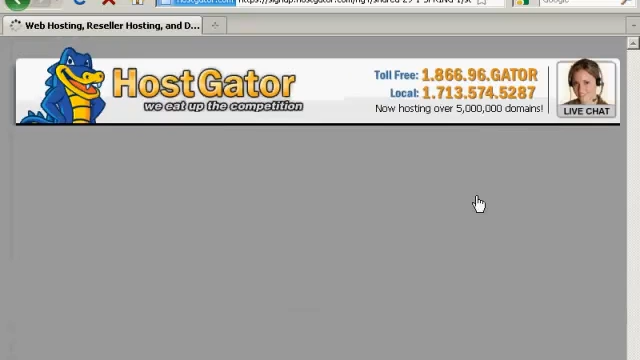 Web Hosting, Reseller Hosting, and D...
HostGator
we eat up the competition
Toll Free: 1.866.96.GATOR
Local: 1.713.574.5287
Now hosting over 5,000,000 domains!
LIVE CHAT